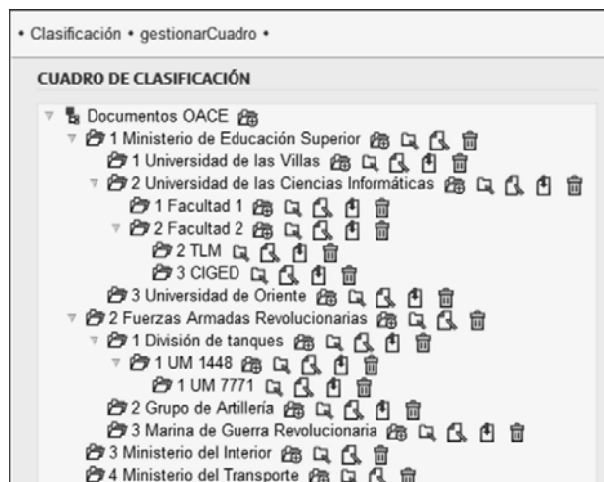 • Clasificación • gestionarCuadro •
CUADRO DE CLASIFICACIÓN
Documentos OACE
1 Ministerio de Educación Superior
1 Universidad de las Villas
2 Universidad de las Ciencias Informáticas
1 Facultad 1
2 Facultad 2
2 TLM
3 CIGED
3 Universidad de Oriente
2 Fuerzas Armadas Revolucionarias
1 División de tanques
1 UM 1448
1 UM 7771
2 Grupo de Artillería
3 Marina de Guerra Revolucionaria
3 Ministerio del Interior
4 Ministerio del Transporte